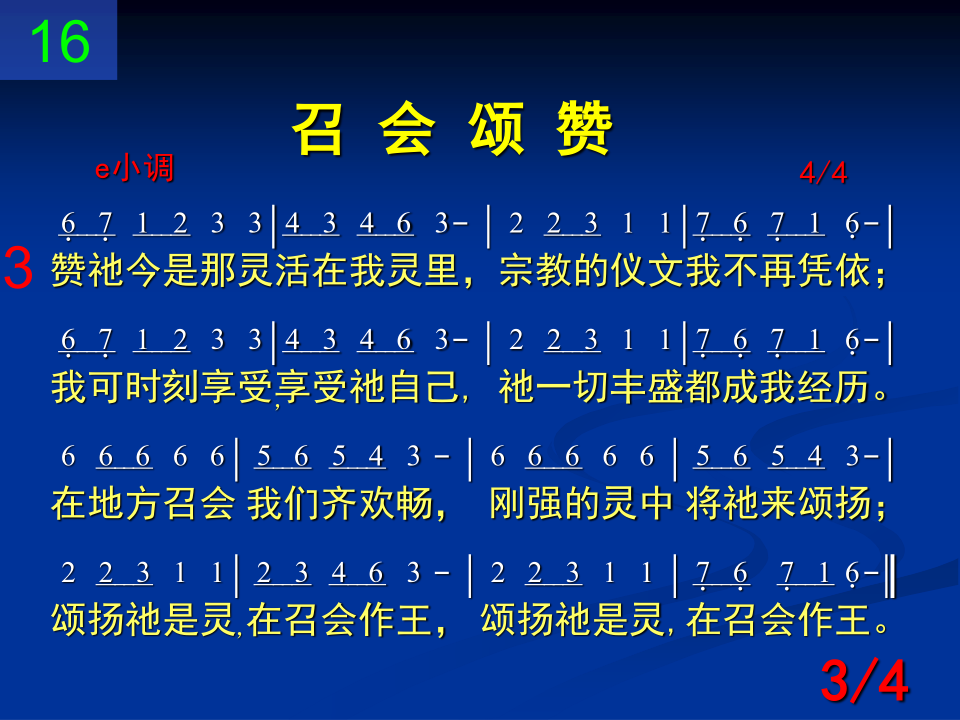 16
召 会 颂 赞
e小调 4/4
6 7 1 2 3 3|4 3 4 6 3-| 2 2 3 1 1|7 6 7 1 6-|
3 赞祂今是那灵活在我灵里，宗教的仪文我不再凭依；
6 7 1 2 3 3|4 3 4 6 3-| 2 2 3 1 1|7 6 7 1 6-|
我可时刻享受,享受祂自己, 祂一切丰盛都成我经历。
6 6 6 6 6|5 6 5 4 3 -|6 6 6 6 6|5 6 5 4 3-|
在地方召会 我们齐欢畅， 刚强的灵中 将祂来颂扬；
2 2 3 1 1|2 3 4 6 3 -|2 2 3 1 1|7 6 7 1 6-‖
颂扬祂是灵,在召会作王， 颂扬祂是灵,在召会作王。
3/4